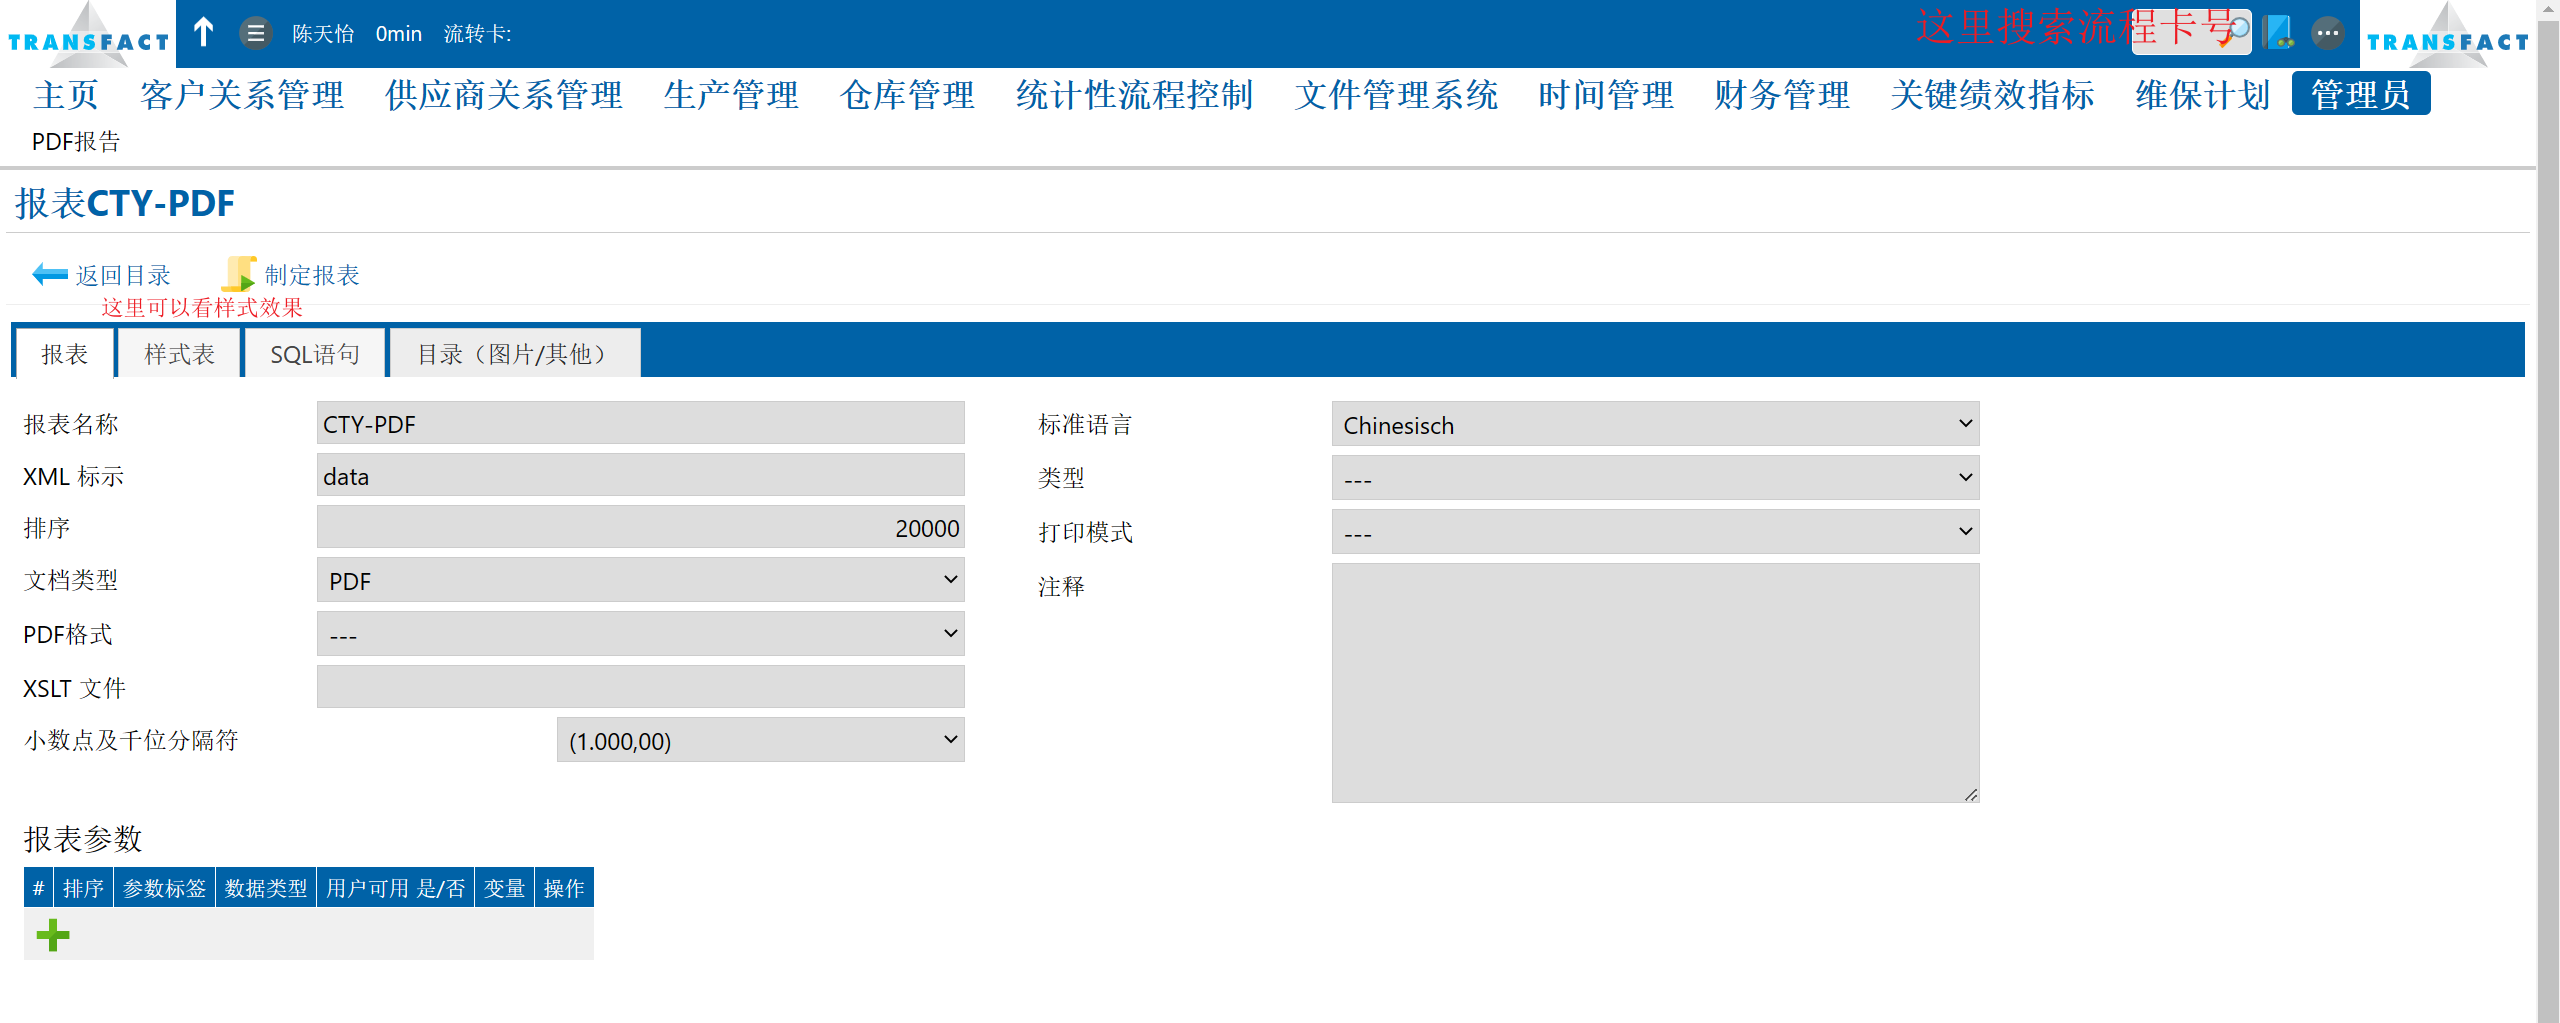 TRANSFACT 陈天怡 0min 流转卡: 这里搜索流程卡号 TRANSFACT
主页 客户关系管理 供应商关系管理 生产管理 仓库管理 统计性流程控制 文件管理系统 时间管理 财务管理 关键绩效指标 维保计划 管理员
PDF报告
报表CTY-PDF
返回目录 制定报表
这里可以看样式效果
报表 样式表 SQL语句 目录（图片/其他）
报表名称 CTY-PDF 标准语言 Chinesisch
XML 标示 data 类型 ---
排序 20000 打印模式 ---
文档类型 PDF 注释
PDF格式 ---
XSLT 文件
小数点及千位分隔符 (1.000,00)
报表参数
# 排序 参数标签 数据类型 用户可用 是/否 变量 操作